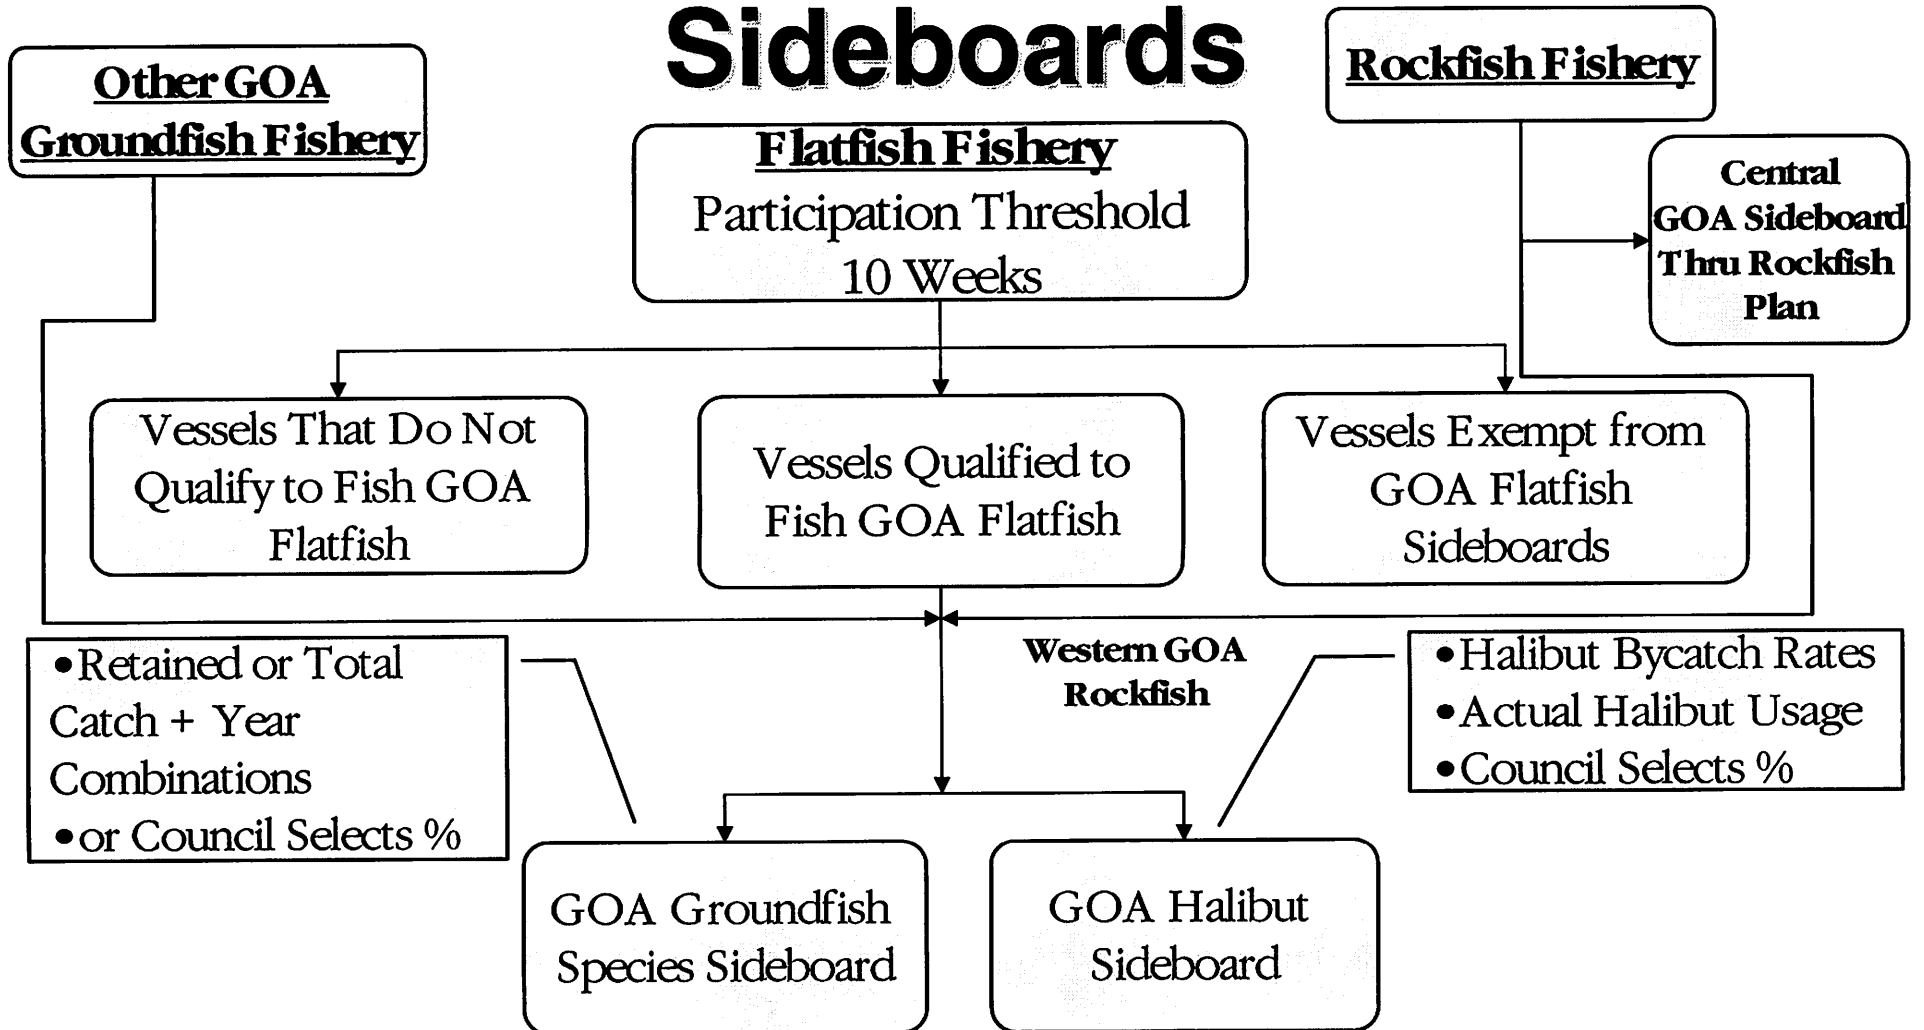 Sideboards
Other GOA
Groundfish Fishery
Flatfish Fishery
Participation Threshold
10 Weeks
Rockfish Fishery
Central
GOA Sideboard
Thru Rockfish
Plan
Vessels That Do Not
Qualify to Fish GOA
Flatfish
Vessels Qualified to
Fish GOA Flatfish
Vessels Exempt from
GOA Flatfish
Sideboards
•Retained or Total
Catch + Year
Combinations
•or Council Selects %
Western GOA
Rockfish
•Halibut Bycatch Rates
•Actual Halibut Usage
•Council Selects %
GOA Groundfish
Species Sideboard
GOA Halibut
Sideboard